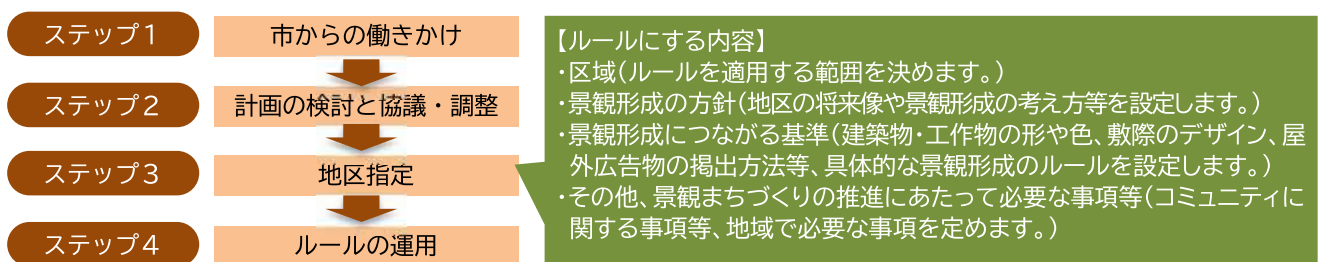 ステップ1
市からの働きかけ
ステップ2
計画の検討と協議・調整
ステップ3
地区指定
ステップ4
ルールの運用
【ルールにする内容】
・区域(ルールを適用する範囲を決めます。)
・景観形成の方針(地区の将来像や景観形成の考え方等を設定します。)
・景観形成につながる基準(建築物・工作物の形や色、敷際のデザイン、屋
外広告物の掲出方法等、具体的な景観形成のルールを設定します。)
・その他、景観まちづくりの推進にあたって必要な事項等(コミュニティに
関する事項等、地域で必要な事項を定めます。)